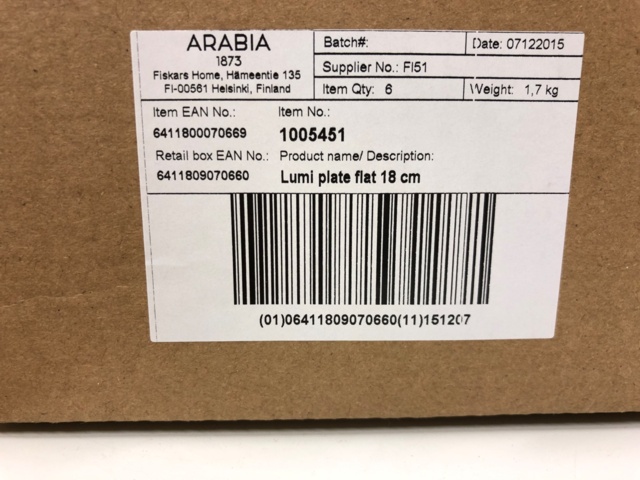 ARABIA
1873
Fiskars Home, Hämeentie 135
FI-00561 Helsinki, Finland
Batch#:
Date: 07122015
Supplier No.: FI51
Item Qty: 6
Weight: 1,7 kg
Item EAN No.:
6411800070669
Item No.:
1005451
Retail box EAN No.:
6411809070660
Product name/ Description:
Lumi plate flat 18 cm
(01)06411809070660(11)151207